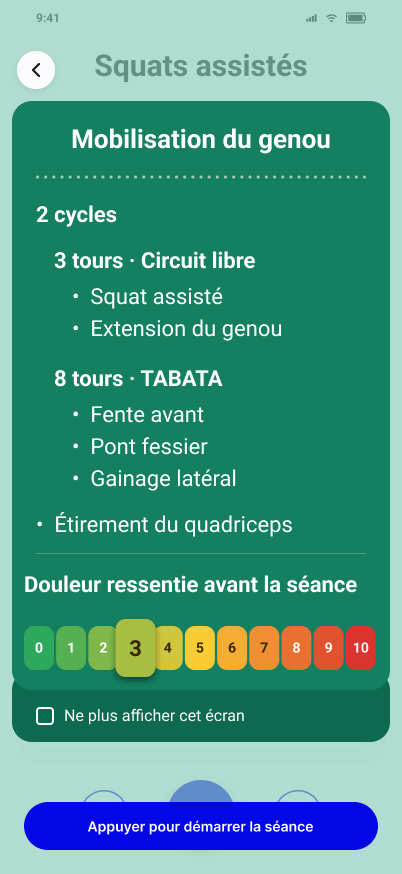 9:41
Squats assistés
Mobilisation du genou
2 cycles
3 tours · Circuit libre
• Squat assisté
• Extension du genou
8 tours · TABATA
• Fente avant
• Pont fessier
• Gainage latéral
• Étirement du quadriceps
Douleur ressentie avant la séance
0 1 2 3 4 5 6 7 8 9 10
Ne plus afficher cet écran
Appuyer pour démarrer la séance